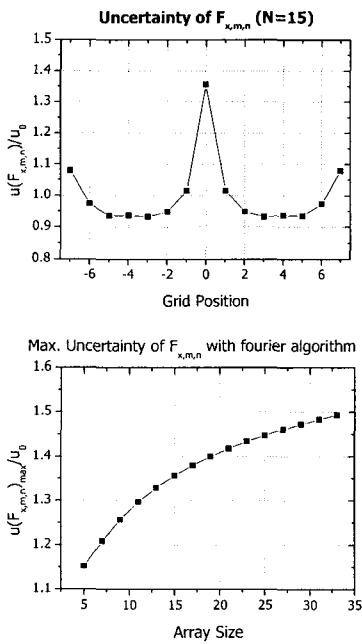 Uncertainty of F x,m,n (N=15)
u(F x,m,n)/u0
1.5
1.4
1.3
1.2
1.1
1.0
0.9
0.8
-6 -4 -2 0 2 4 6
Grid Position
Max. Uncertainty of F x,m,n with fourier algorithm
u(F x,m,n)max/u0
1.6
1.5
1.4
1.3
1.2
1.1
0 5 10 15 20 25 30 35
Array Size